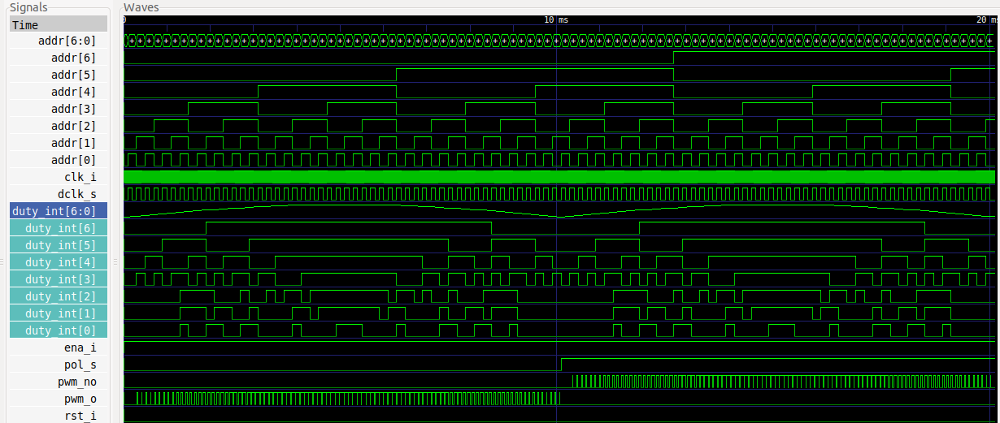 Signals
Waves
Time
0
10 ms
20 ms
addr[6:0]
addr[6]
addr[5]
addr[4]
addr[3]
addr[2]
addr[1]
addr[0]
clk_i
dclk_s
duty_int[6:0]
duty_int[6]
duty_int[5]
duty_int[4]
duty_int[3]
duty_int[2]
duty_int[1]
duty_int[0]
ena_i
pol_s
pwm_no
pwm_o
rst_i